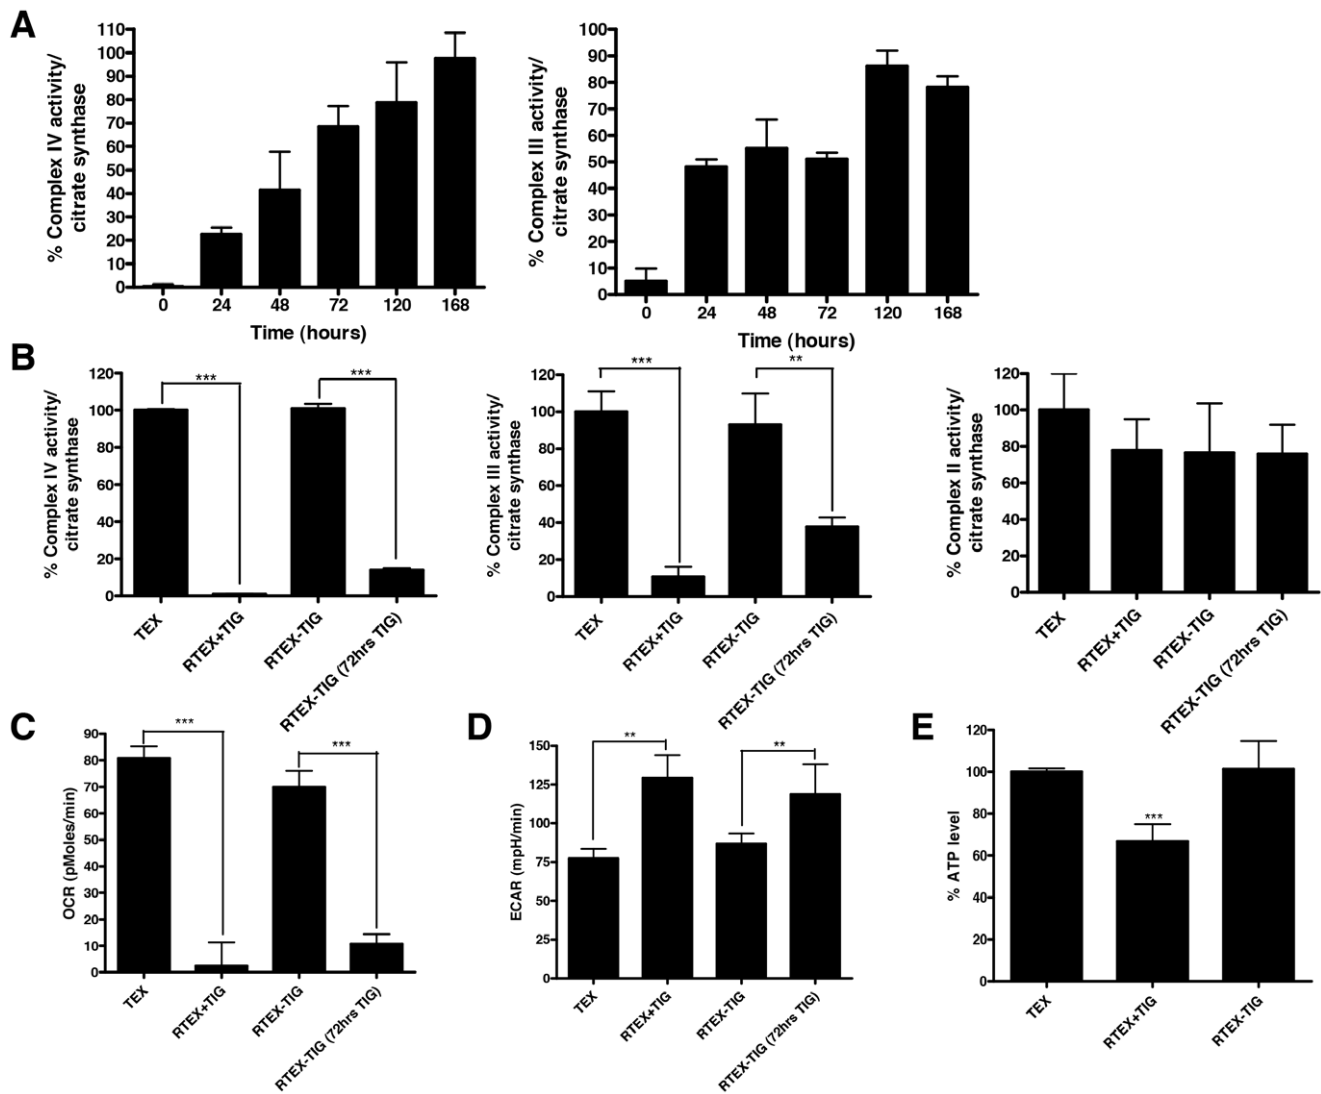 A
% Complex IV activity/
citrate synthase
110
100
90
80
70
60
50
40
30
20
10
0
0 24 48 72 120 168
Time (hours)
% Complex III activity/
citrate synthase
100
90
80
70
60
50
40
30
20
10
0
0 24 48 72 120 168
Time (hours)
B
% Complex IV activity/
citrate synthase
120
100
80
60
40
20
0
*** ***
TEX
RTEX+TIG
RTEX-TIG
RTEX-TIG (72hrs TIG)
% Complex III activity/
citrate synthase
120
100
80
60
40
20
0
*** **
TEX
RTEX+TIG
RTEX-TIG
RTEX-TIG (72hrs TIG)
% Complex II activity/
citrate synthase
120
100
80
60
40
20
0
TEX
RTEX+TIG
RTEX-TIG
RTEX-TIG (72hrs TIG)
C
OCR (pMoles/min)
90
80
70
60
50
40
30
20
10
0
*** ***
TEX
RTEX+TIG
RTEX-TIG
RTEX-TIG (72hrs TIG)
D
ECAR (mpH/min)
150
125
100
75
50
25
0
** **
TEX
RTEX+TIG
RTEX-TIG
RTEX-TIG (72hrs TIG)
E
% ATP level
120
100
80
60
40
20
0
***
TEX
RTEX+TIG
RTEX-TIG